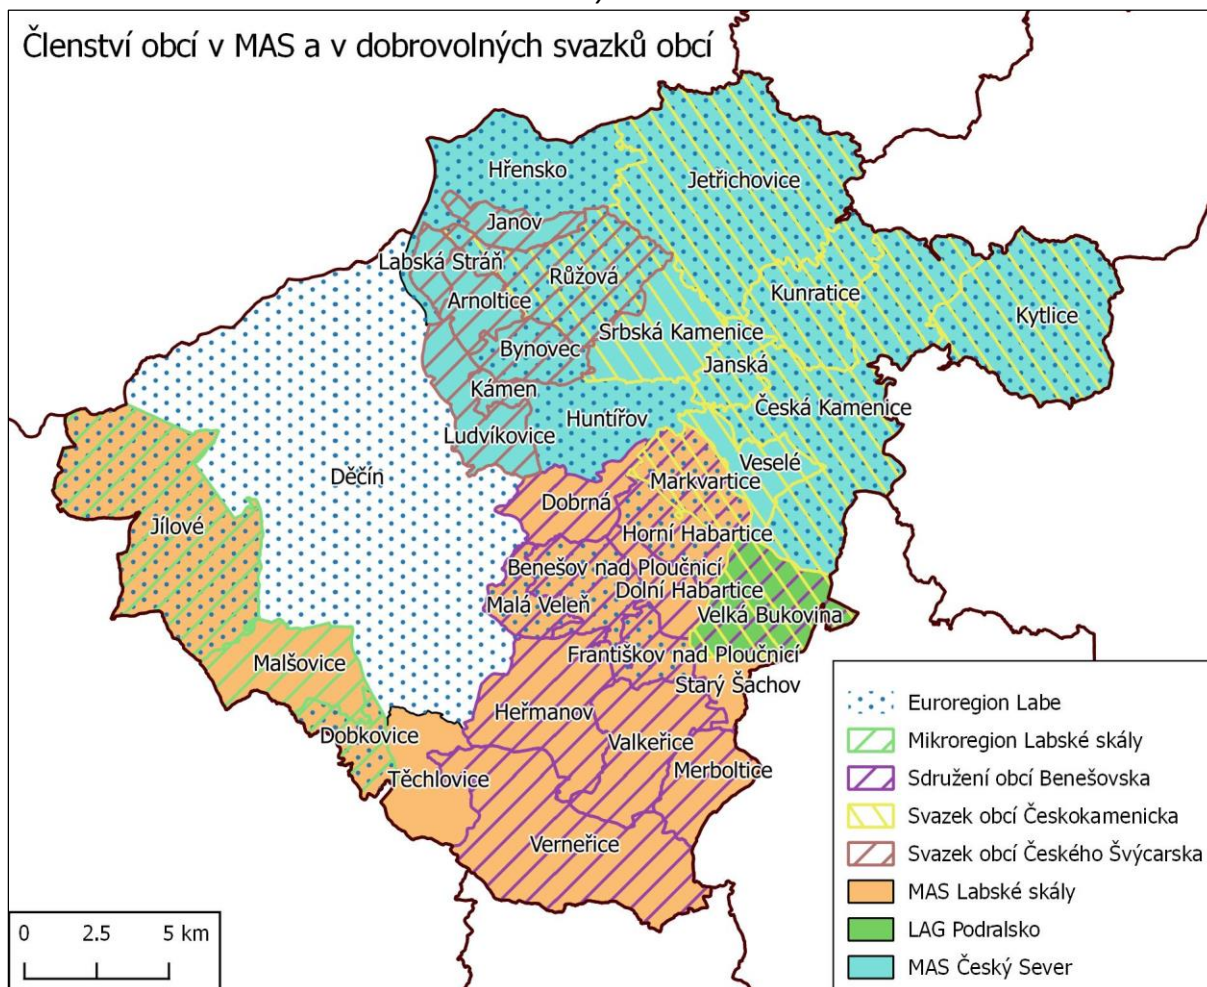 Členství obcí v MAS a v dobrovolných svazků obcí
Hřensko
Jetřichovice
Janov
Labská Stráň
Růžová
Arnoltice
Kunratice
Kytlice
Srbská Kamenice
Bynovec
Janská
Kámen
Česká Kamenice
Huntířov
Ludvíkovice
Veselé
Děčín
Markvartice
Dobrná
Jílové
Horní Habartice
Benešov nad Ploučnicí
Dolní Habartice
Malá Veleň
Velká Bukovina
Františkov nad Ploučnicí
Malšovice
Starý Šachov
Heřmanov
Dobkovice
Valkeřice
Merboltice
Těchlovice
Verneřice
Euroregion Labe
Mikroregion Labské skály
Sdružení obcí Benešovska
Svazek obcí Českokamenicka
Svazek obcí Českého Švýcarska
MAS Labské skály
LAG Podralsko
MAS Český Sever
0 2.5 5 km